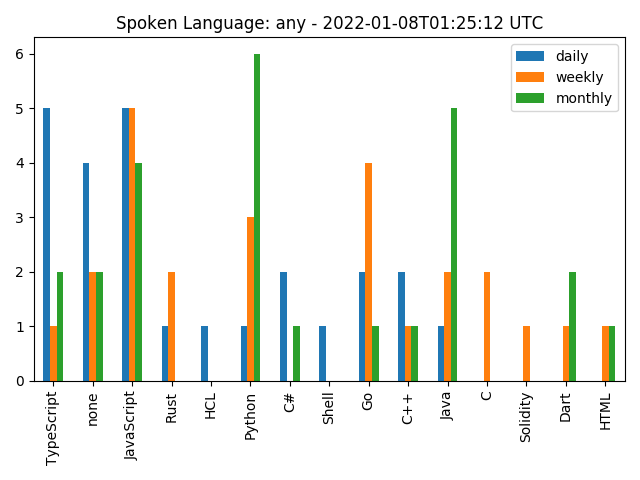 Spoken Language: any - 2022-01-08T01:25:12 UTC
daily
weekly
monthly
6
5
4
3
2
1
0
TypeScript
none
JavaScript
Rust
HCL
Python
C#
Shell
Go
C++
Java
C
Solidity
Dart
HTML